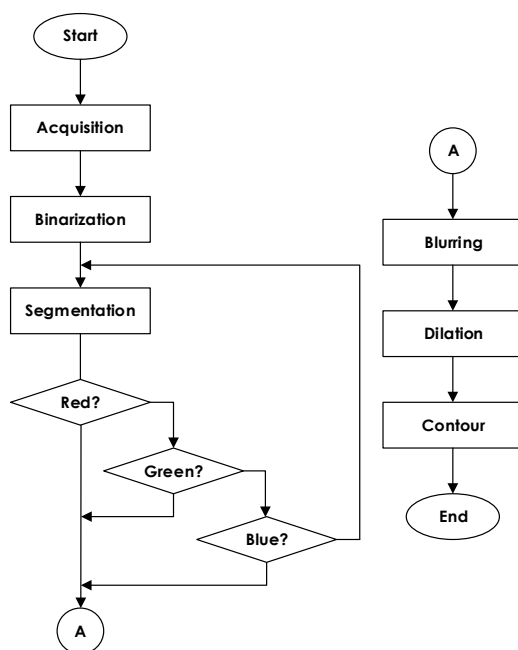 Start
Acquisition
Binarization
Segmentation
Red?
Green?
Blue?
A
A
Blurring
Dilation
Contour
End